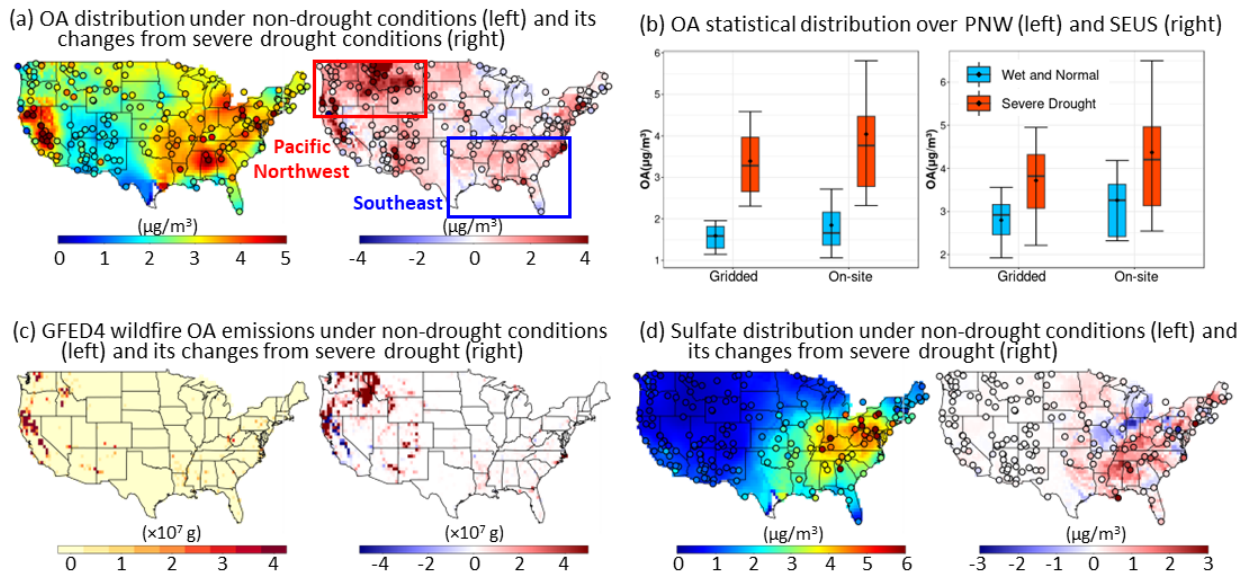 (a) OA distribution under non-drought conditions (left) and its
changes from severe drought conditions (right)
Pacific
Northwest
Southeast
(µg/m³)
0 1 2 3 4 5
(µg/m³)
-4 -2 0 2 4
(b) OA statistical distribution over PNW (left) and SEUS (right)
OA(µg/m³)
6
5
4
3
2
1
Gridded On-site
OA(µg/m³)
6
5
4
3
2
Gridded On-site
Wet and Normal
Severe Drought
(c) GFED4 wildfire OA emissions under non-drought conditions
(left) and its changes from severe drought (right)
(×10⁷ g)
0 1 2 3 4
(×10⁷ g)
-4 -2 0 2 4
(d) Sulfate distribution under non-drought conditions (left) and
its changes from severe drought (right)
(µg/m³)
0 1 2 3 4 5 6
(µg/m³)
-3 -2 -1 0 1 2 3